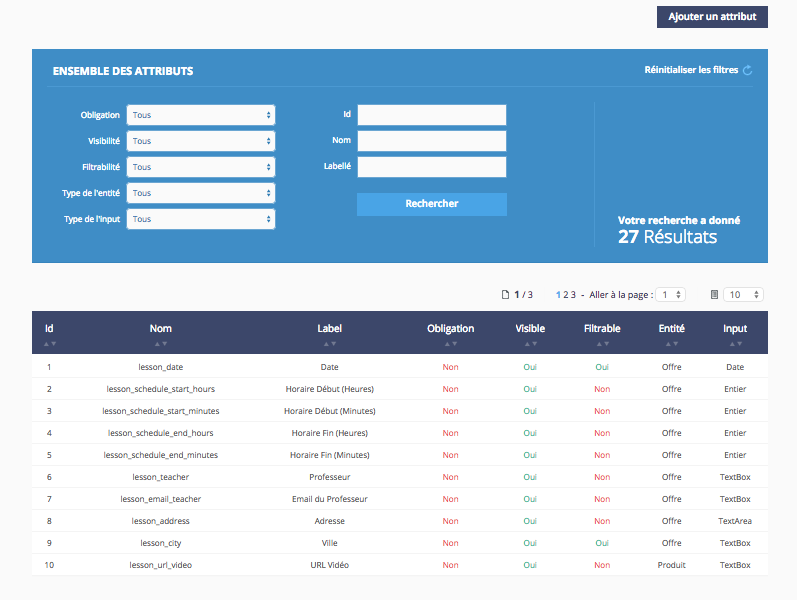 Ajouter un attribut
ENSEMBLE DES ATTRIBUTS
Réinitialiser les filtres
Obligation Tous Id
Visibilité Tous Nom
Filtrabilité Tous Labellé
Type de l'entité Tous
Type de l'input Tous
Rechercher
Votre recherche a donné
27 Résultats
1 / 3 1 2 3 - Aller à la page : 1 10
Id Nom Label Obligation Visible Filtrable Entité Input
1 lesson_date Date Non Oui Oui Offre Date
2 lesson_schedule_start_hours Horaire Début (Heures) Non Oui Non Offre Entier
3 lesson_schedule_start_minutes Horaire Début (Minutes) Non Oui Non Offre Entier
4 lesson_schedule_end_hours Horaire Fin (Heures) Non Oui Non Offre Entier
5 lesson_schedule_end_minutes Horaire Fin (Minutes) Non Oui Non Offre Entier
6 lesson_teacher Professeur Non Oui Non Offre TextBox
7 lesson_email_teacher Email du Professeur Non Oui Non Offre TextBox
8 lesson_address Adresse Non Oui Non Offre TextArea
9 lesson_city Ville Non Oui Oui Offre TextBox
10 lesson_url_video URL Vidéo Non Oui Non Produit TextBox